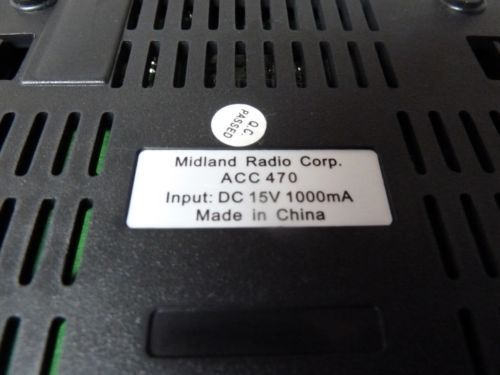 Q.C.
PASSED
Midland Radio Corp.
ACC 470
Input: DC 15V 1000mA
Made in China